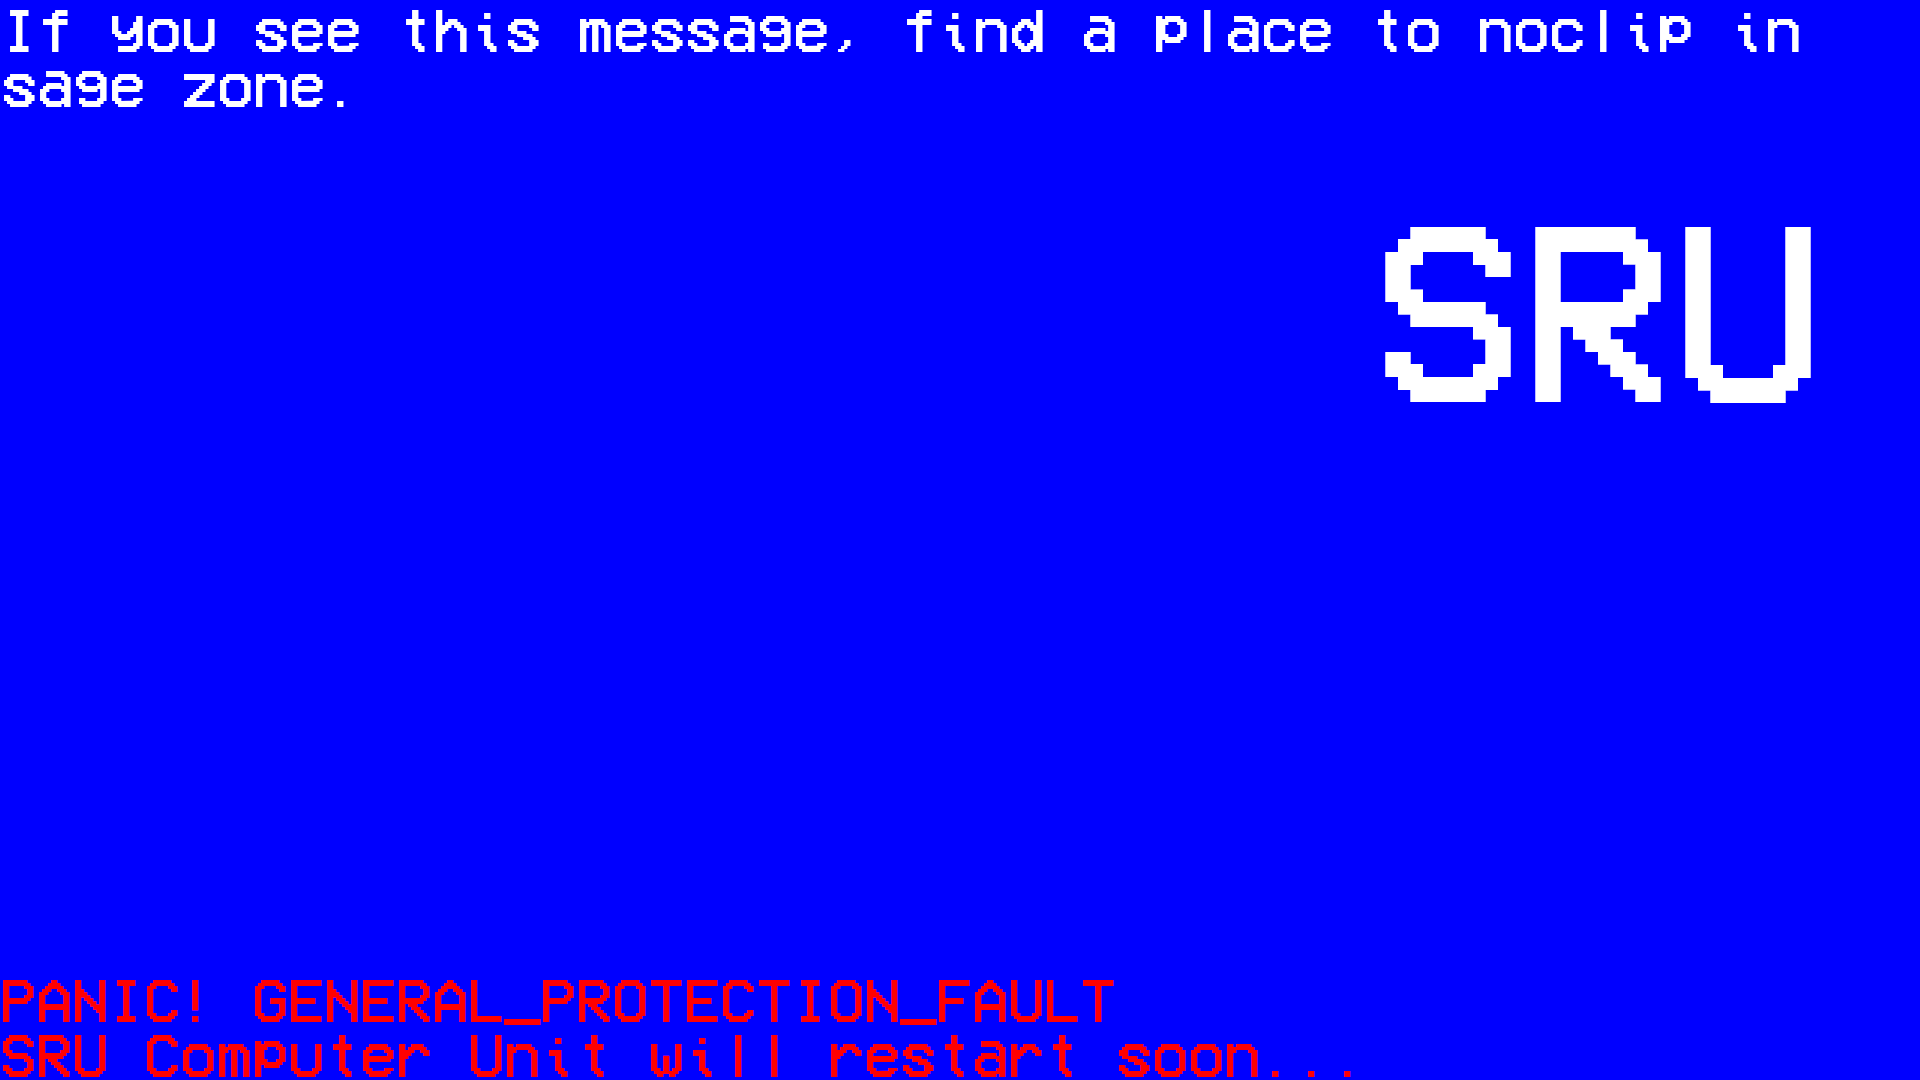 If you see this message, find a place to noclip in
sage zone.
SRU
PANIC! GENERAL_PROTECTION_FAULT
SRU Computer Unit will restart soon...